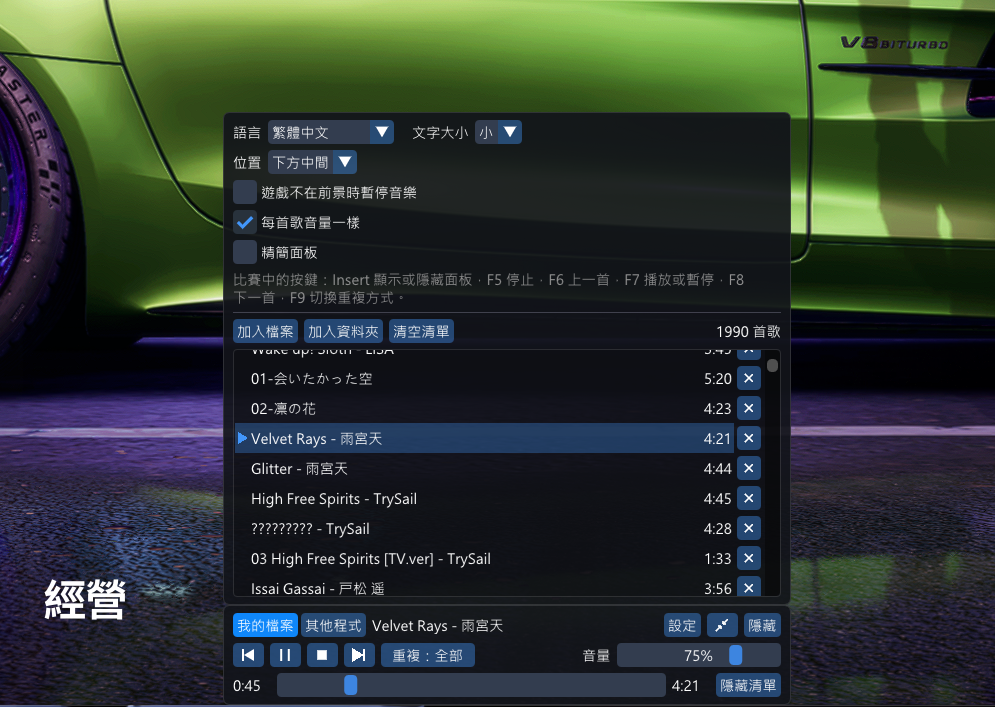 V8 BITURBO
語言 繁體中文 文字大小 小
位置 下方中間
遊戲不在前景時暫停音樂
每首歌音量一樣
精簡面板
比賽中的按鍵：Insert 顯示或隱藏面板 · F5 停止 · F6 上一首 · F7 播放或暫停 · F8
下一首 · F9 切換重複方式。
加入檔案 加入資料夾 清空清單 1990 首歌
Wake up! Sloth - LiSA 3:45
01-会いたかった空 5:20
02-凛の花 4:23
Velvet Rays - 雨宮天 4:21
Glitter - 雨宮天 4:44
High Free Spirits - TrySail 4:45
????????? - TrySail 4:28
03 High Free Spirits [TV.ver] - TrySail 1:33
Issai Gassai - 戸松 遥 3:56
經營
我的檔案 其他程式 Velvet Rays - 雨宮天 設定 隱藏
重複：全部 音量 75%
0:45 4:21 隱藏清單